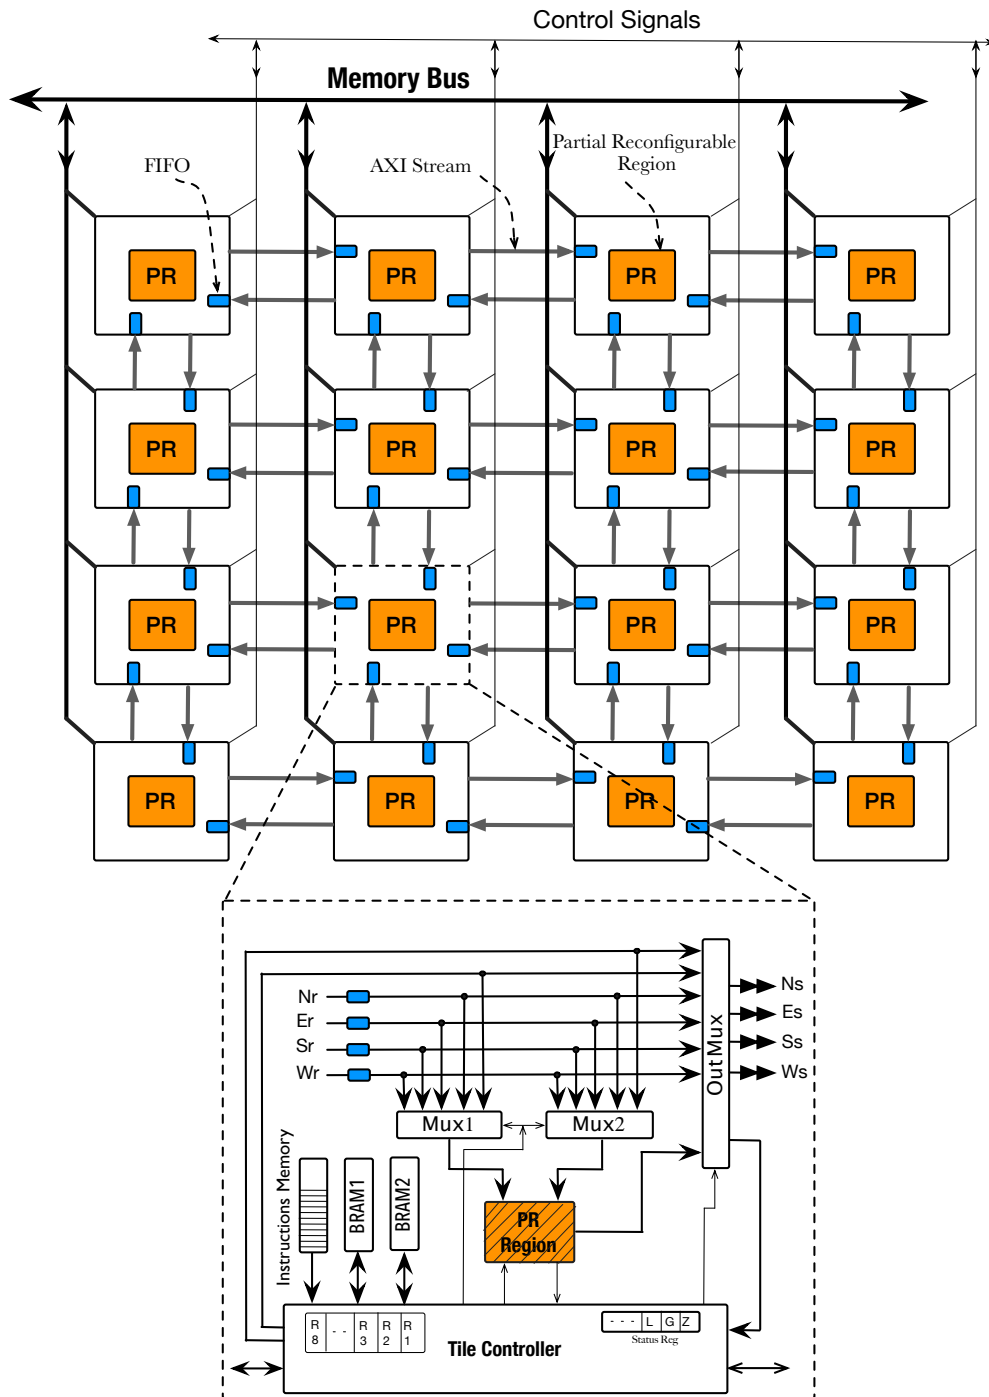 Control Signals
Memory Bus
FIFO
AXI Stream
Partial Reconfigurable
Region
PR PR PR PR
PR PR PR PR
PR PR PR PR
PR PR PR PR
Nr
Er
Sr
Wr
Mux1
Mux2
OutMux
Ns
Es
Ss
Ws
Instructions Memory
BRAM1
BRAM2
PR
Region
R R R R
8 - - 3 2 1
- - - L G Z
Status Reg
Tile Controller